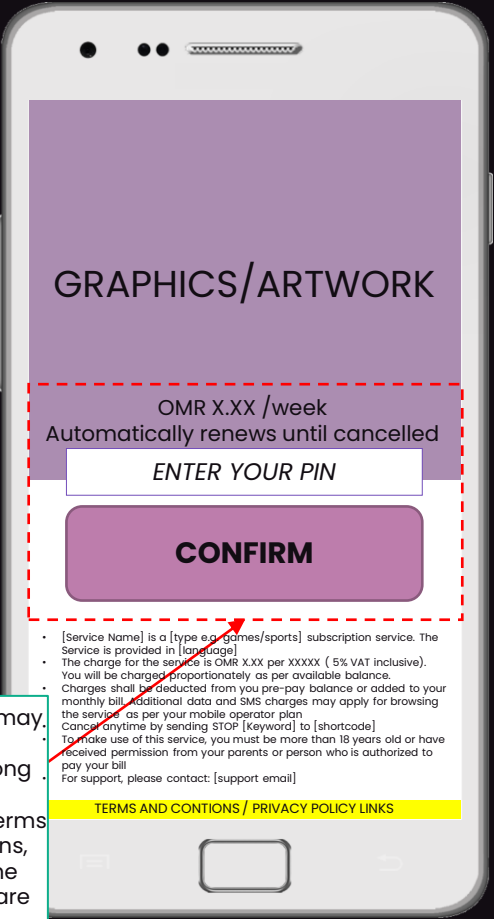 GRAPHICS/ARTWORK
OMR X.XX /week
Automatically renews until cancelled
ENTER YOUR PIN
CONFIRM
• [Service Name] is a [type e.g. games/sports] subscription service. The
Service is provided in [language]
• The charge for the service is OMR X.XX per XXXXX ( 5% VAT inclusive).
You will be charged proportionately as per available balance.
• Charges shall be deducted from you pre-pay balance or added to your
monthly bill. Additional data and SMS charges may apply for browsing
the service as per your mobile operator plan
• Cancel anytime by sending STOP [Keyword] to [shortcode]
• To make use of this service, you must be more than 18 years old or have
received permission from your parents or person who is authorized to
pay your bill
• For support, please contact: [support email]
TERMS AND CONTIONS / PRIVACY POLICY LINKS
may
ong
erms
ns,
ne
are